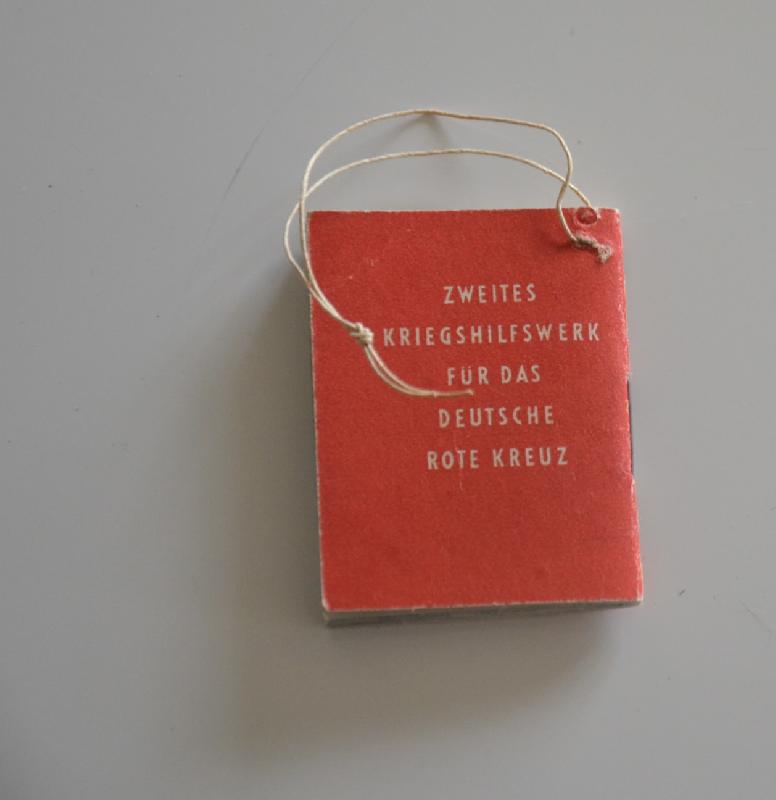 ZWEITES
KRIEGSHILFSWERK
FÜR DAS
DEUTSCHE
ROTE KREUZ